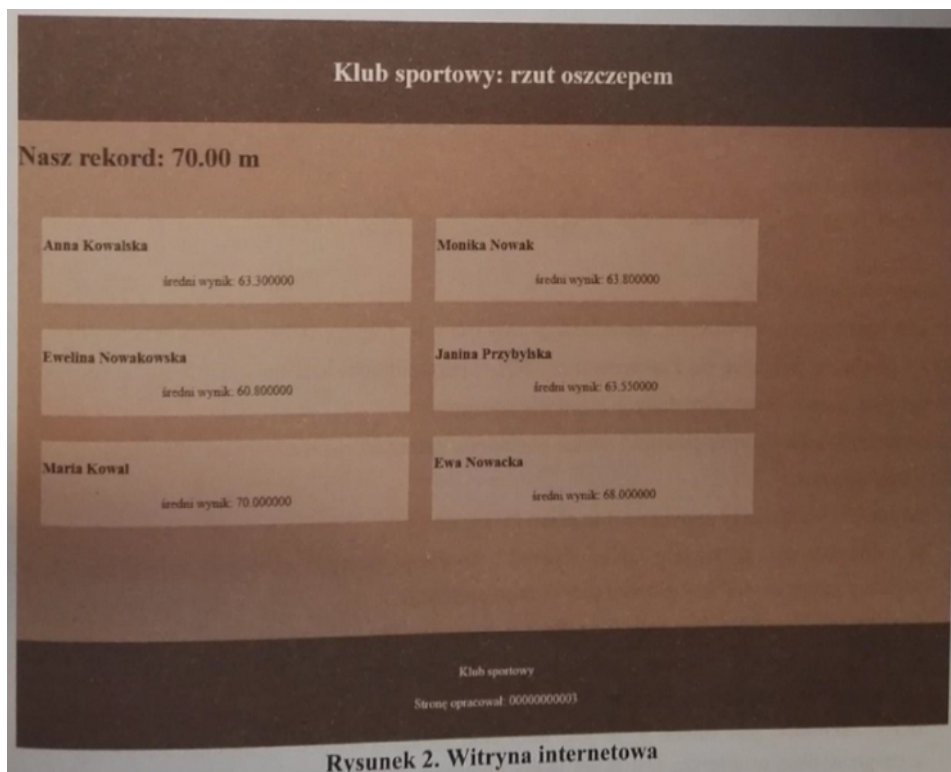 Klub sportowy: rzut oszczepem
Nasz rekord: 70.00 m
Anna Kowalska
średni wynik: 63.300000
Monika Nowak
średni wynik: 63.800000
Ewelina Nowakowska
średni wynik: 60.800000
Janina Przybylska
średni wynik: 63.550000
Maria Kowal
średni wynik: 70.000000
Ewa Nowacka
średni wynik: 68.000000
Klub sportowy
Stronę opracował: 00000000003
Rysunek 2. Witryna internetowa